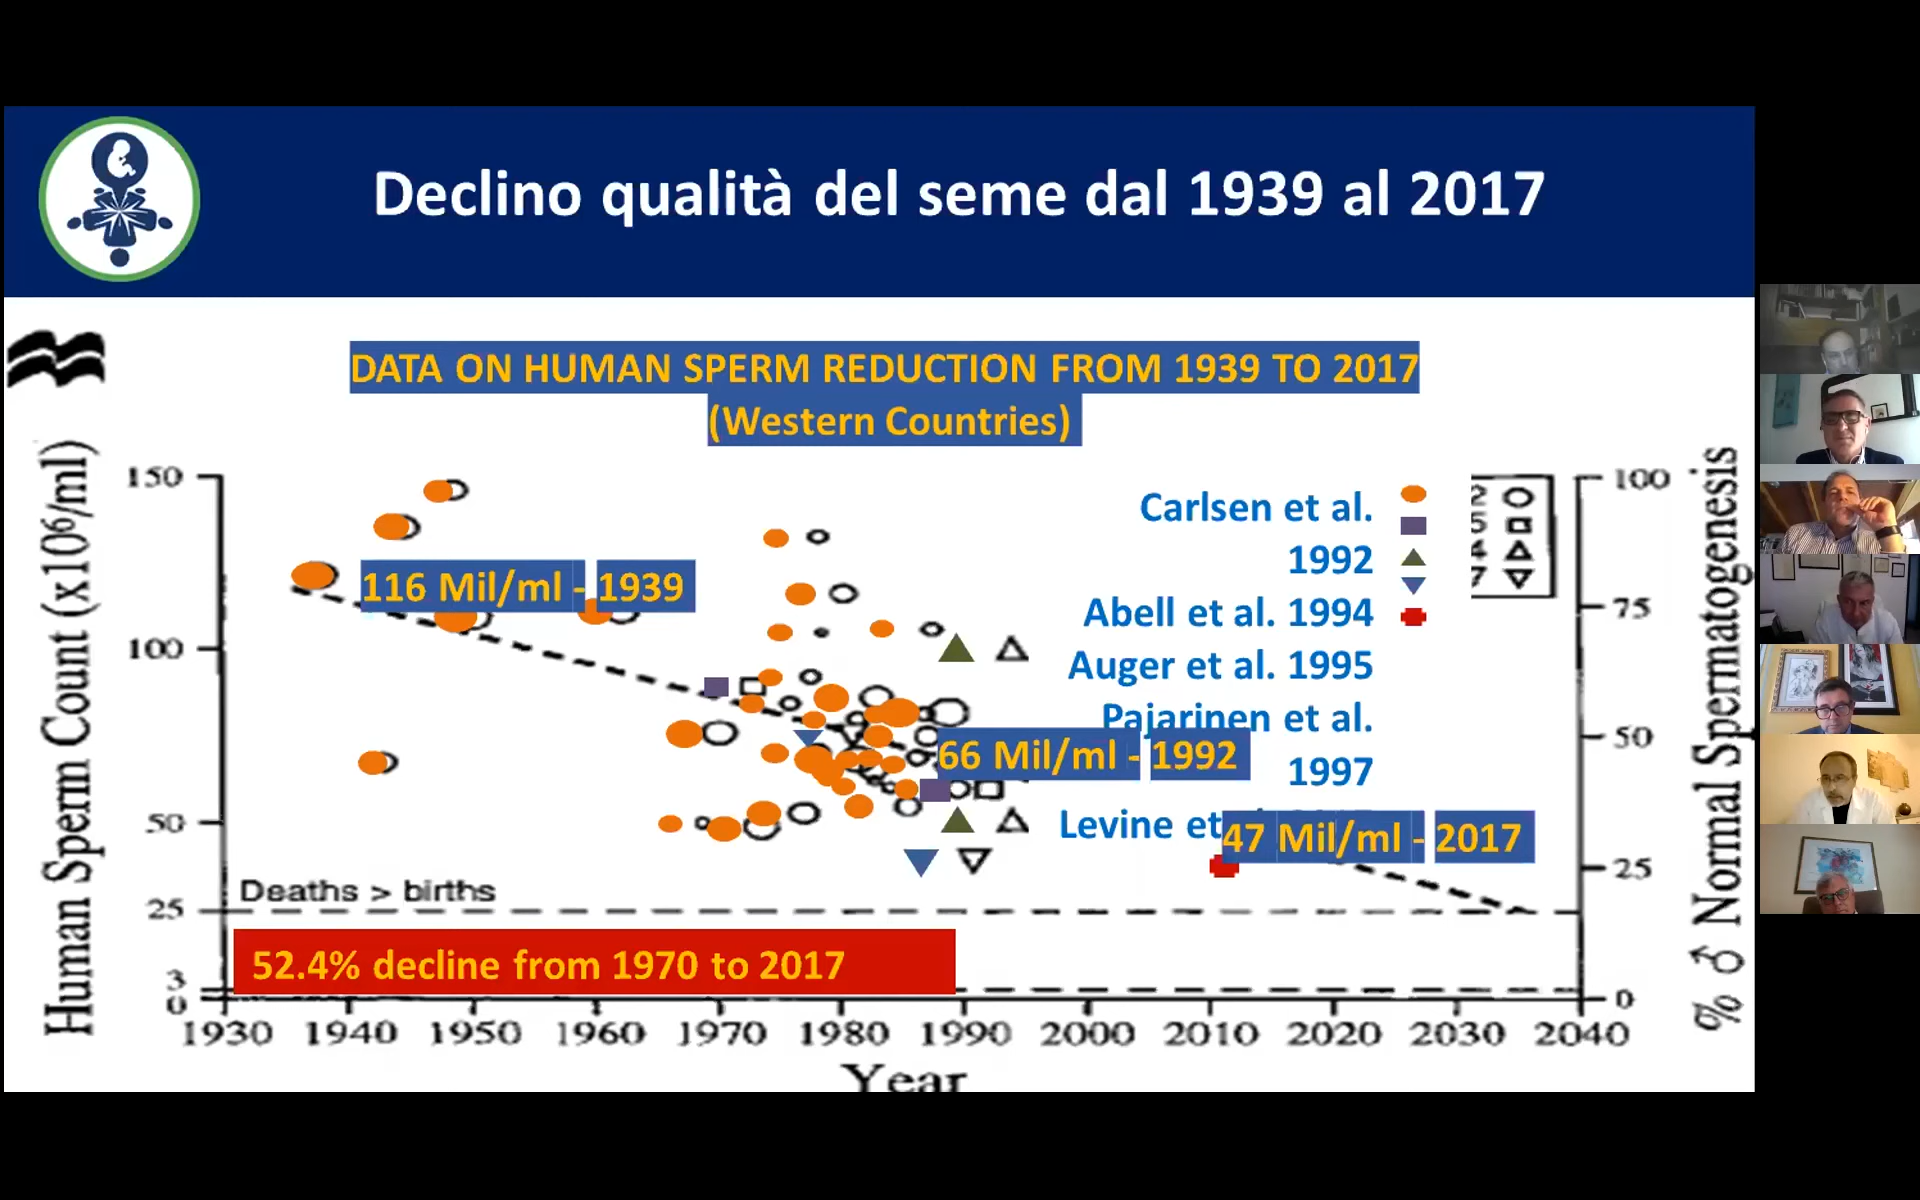 Declino qualità del seme dal 1939 al 2017
DATA ON HUMAN SPERM REDUCTION FROM 1939 TO 2017
(Western Countries)
Human Sperm Count (x10⁶/ml)
150
100
50
25
3
0
116 Mil/ml - 1939
66 Mil/ml - 1992
47 Mil/ml - 2017
Carlsen et al.
1992
Abell et al. 1994
Auger et al. 1995
Pajarinen et al.
1997
Levine et
Deaths > births
52.4% decline from 1970 to 2017
100
75
50
25
0
% ♂ Normal Spermatogenesis
1930 1940 1950 1960 1970 1980 1990 2000 2010 2020 2030 2040
Year